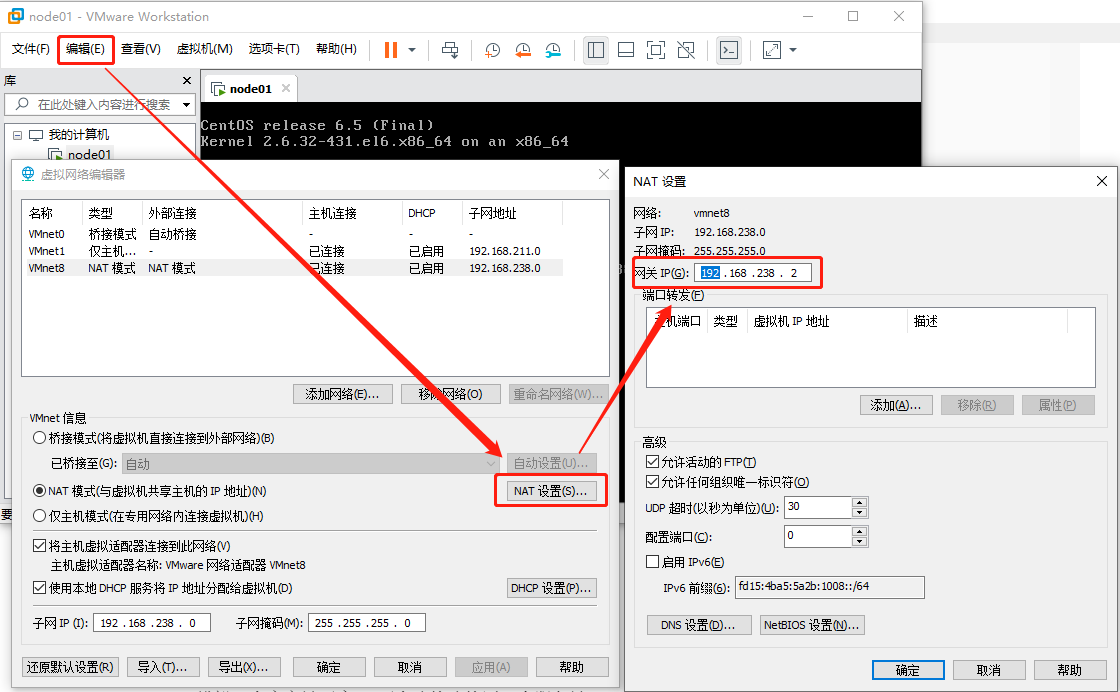 node01 - VMware Workstation
文件(F) 编辑(E) 查看(V) 虚拟机(M) 选项卡(T) 帮助(H)
库
在此处键入内容进行搜索
我的计算机
node01
node01
CentOS release 6.5 (Final)
Kernel 2.6.32-431.el6.x86_64 on an x86_64
虚拟网络编辑器
名称 类型 外部连接 主机连接 DHCP 子网地址
VMnet0 桥接模式 自动桥接 - - -
VMnet1 仅主机... - 已连接 已启用 192.168.211.0
VMnet8 NAT 模式 NAT 模式 已连接 已启用 192.168.238.0
添加网络(E)... 移除网络(O) 重命名网络(W)...
VMnet 信息
桥接模式(将虚拟机直接连接到外部网络)(B)
已桥接至(G): 自动 自动设置(U)...
NAT 模式(与虚拟机共享主机的 IP 地址)(N) NAT 设置(S)...
仅主机模式(在专用网络内连接虚拟机)(H)
将主机虚拟适配器连接到此网络(V)
主机虚拟适配器名称: VMware 网络适配器 VMnet8
使用本地 DHCP 服务将 IP 地址分配给虚拟机(D) DHCP 设置(P)...
子网 IP (I): 192 . 168 . 238 . 0 子网掩码(M): 255 . 255 . 255 . 0
还原默认设置(R) 导入(T)... 导出(X)... 确定 取消 应用(A) 帮助
NAT 设置
网络: vmnet8
子网 IP: 192.168.238.0
子网掩码: 255.255.255.0
网关 IP(G): 192 . 168 . 238 . 2
端口转发(F)
主机端口 类型 虚拟机 IP 地址 描述
添加(A)... 移除(R) 属性(P)
高级
允许活动的 FTP(T)
允许任何组织唯一标识符(O)
UDP 超时(以秒为单位)(U): 30
配置端口(C): 0
启用 IPv6(E)
IPv6 前缀(6): fd15:4ba5:5a2b:1008::/64
DNS 设置(D)... NetBIOS 设置(N)...
确定 取消 帮助